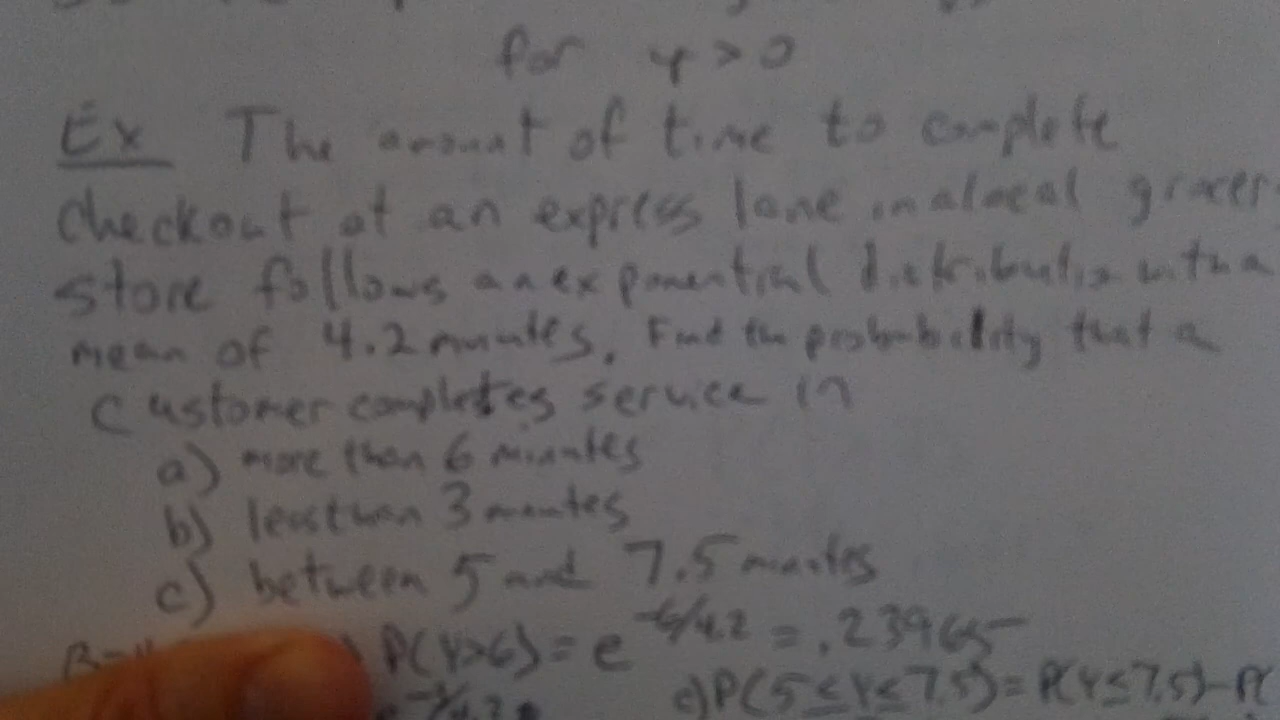 for y > 0
Ex The amount of time to complete
checkout at an express lane in a local grocer
store follows an exponential distribution with a
mean of 4.2 minutes. Find the probability that a
customer completes service in
a) more than 6 minutes
b) less than 3 minutes
c) between 5 and 7.5 minutes
P(Y>6) = e^-6/4.2 = .23965
c) P(5≤Y≤7.5) = P(Y≤7.5) - P(